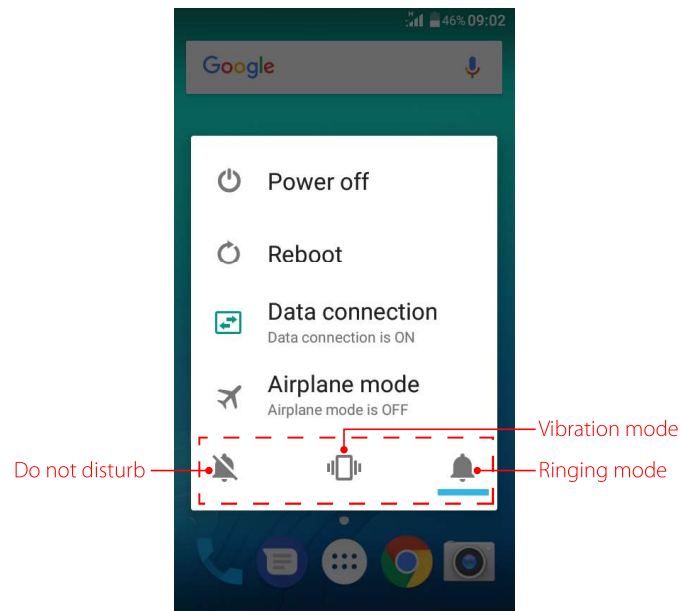 46% 09:02
Google
Power off
Reboot
Data connection
Data connection is ON
Airplane mode
Airplane mode is OFF
Vibration mode
Do not disturb
Ringing mode